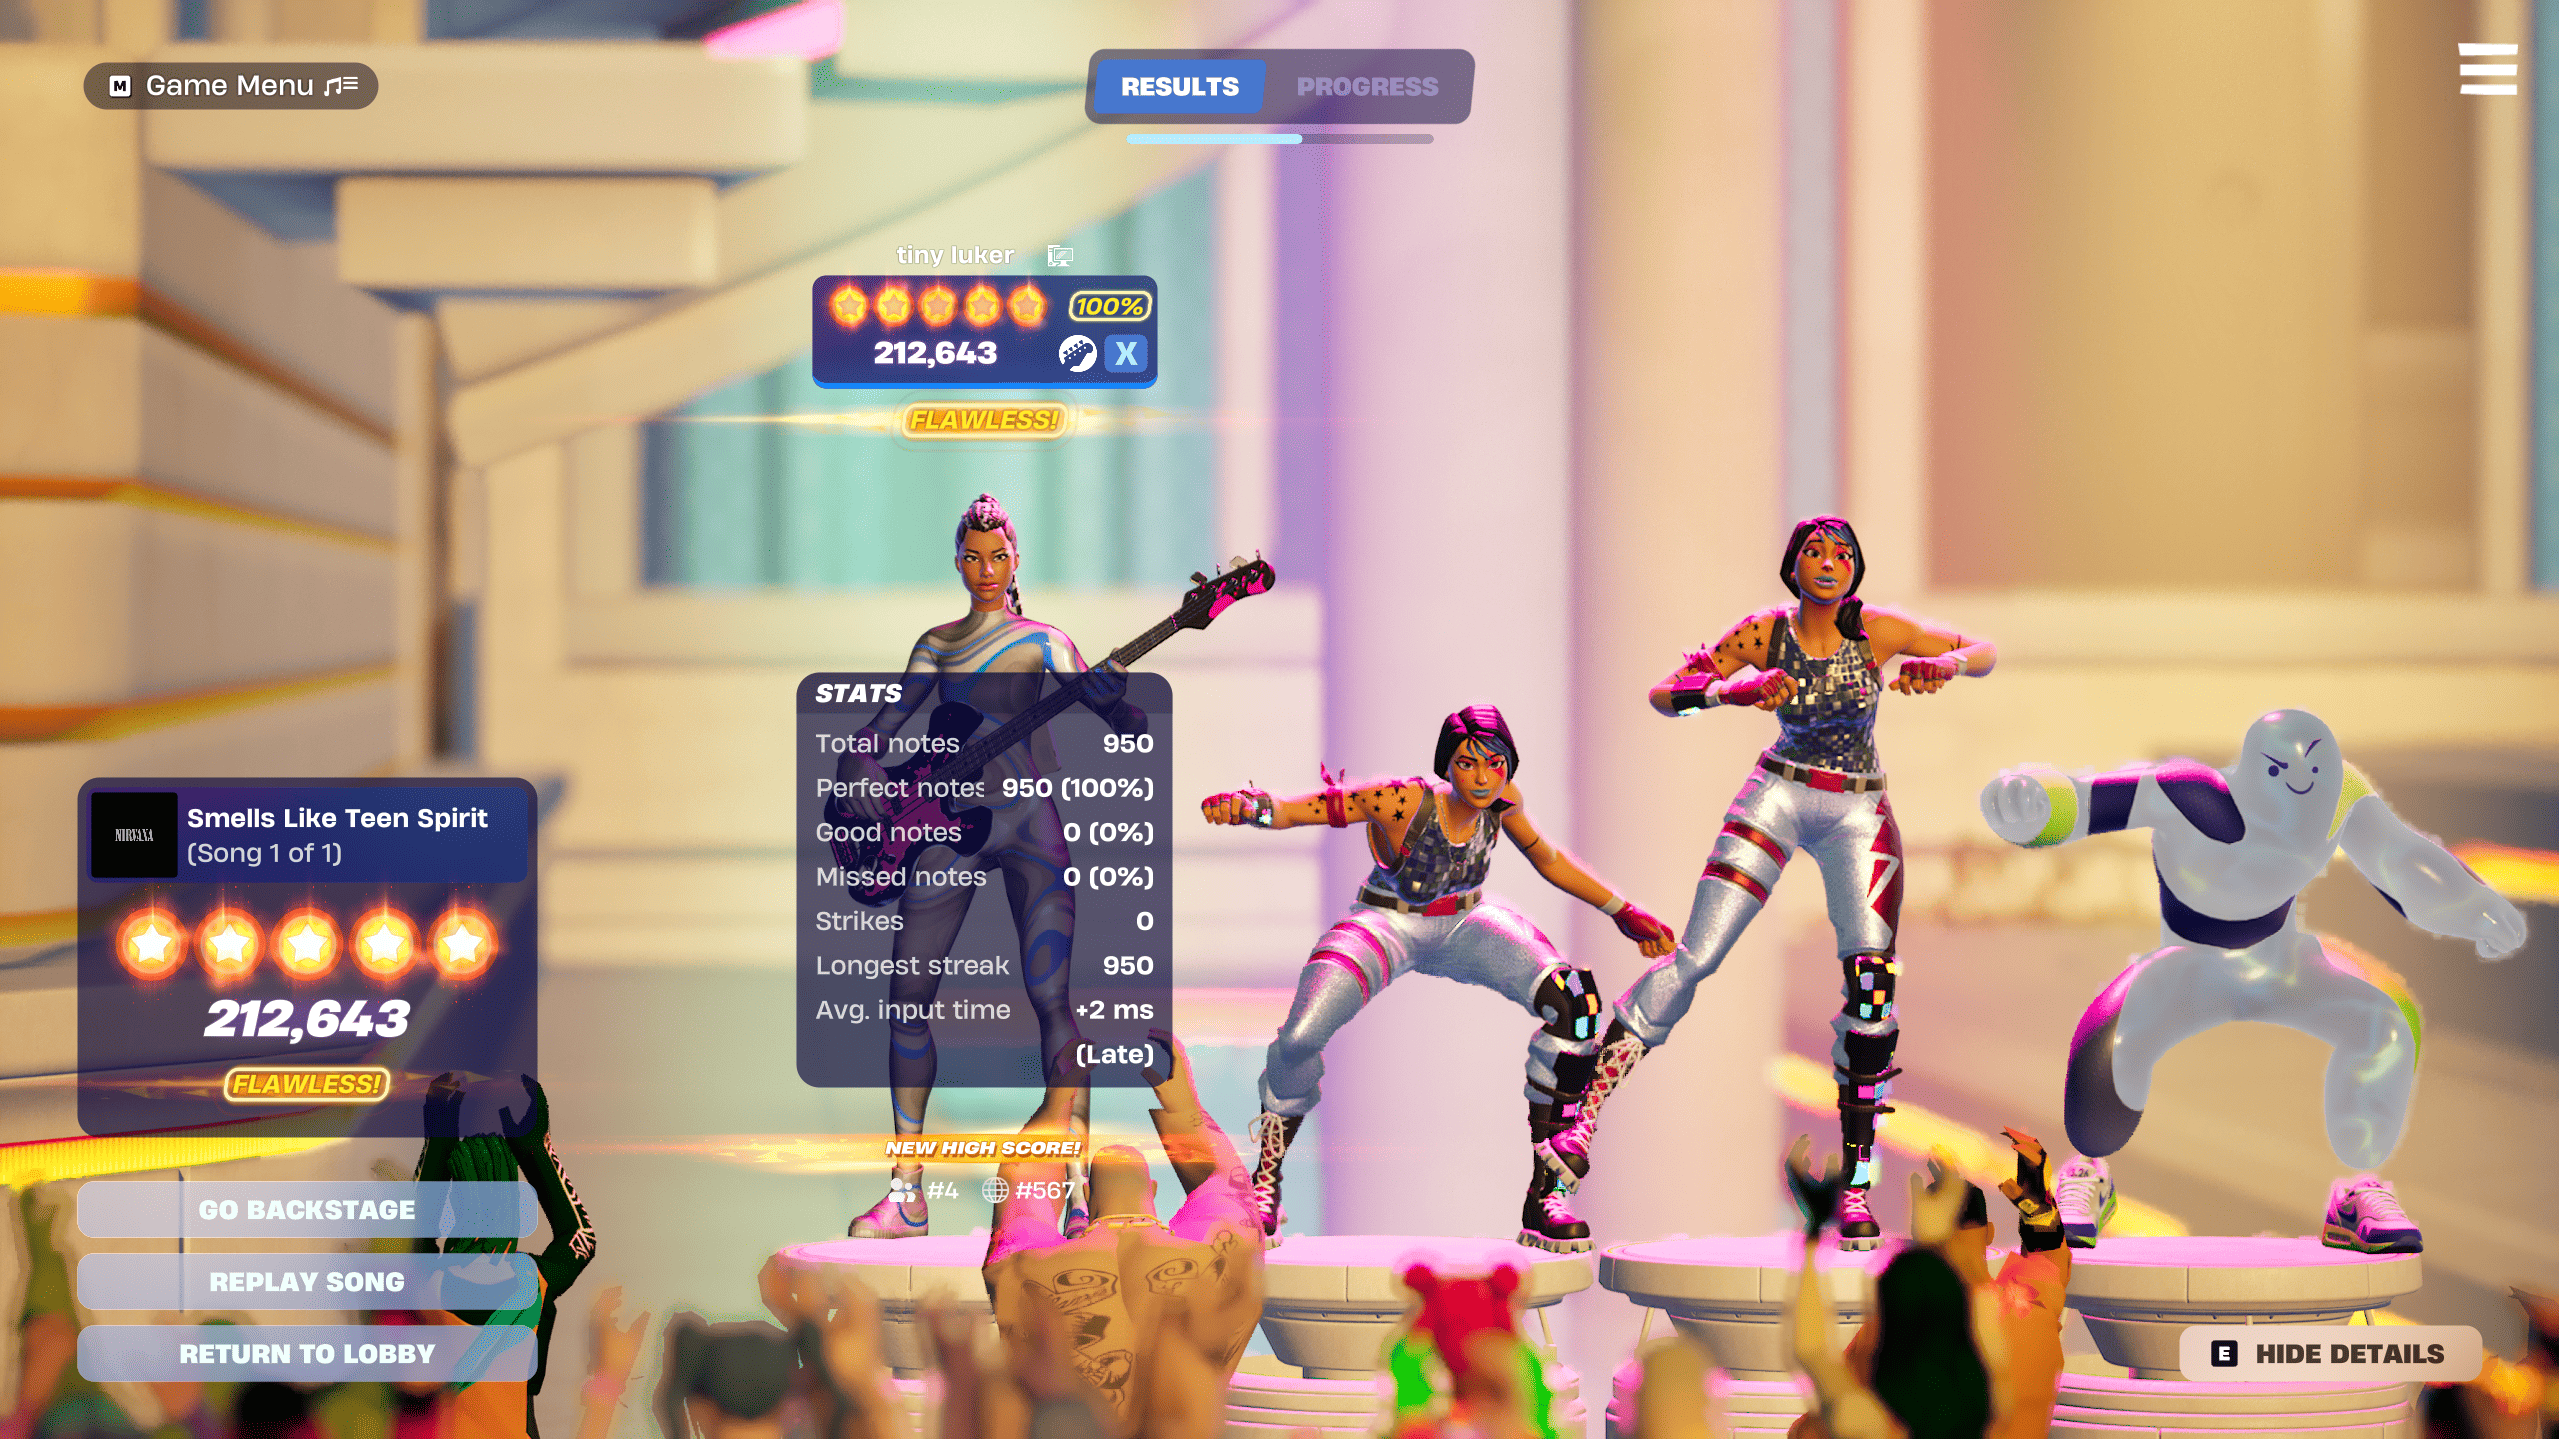 M Game Menu
RESULTS PROGRESS
tiny luker
100%
212,643 X
FLAWLESS!
STATS
Total notes 950
Perfect notes 950 (100%)
Good notes 0 (0%)
Missed notes 0 (0%)
Strikes 0
Longest streak 950
Avg. input time +2 ms
(Late)
NEW HIGH SCORE!
#4 #567
NIRVANA
Smells Like Teen Spirit
(Song 1 of 1)
212,643
FLAWLESS!
GO BACKSTAGE
REPLAY SONG
RETURN TO LOBBY
E HIDE DETAILS